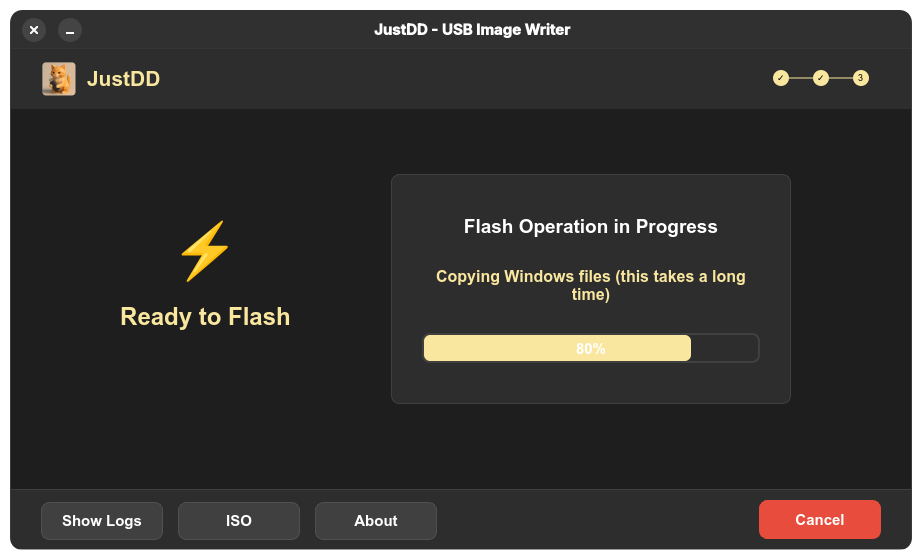 JustDD - USB Image Writer
JustDD
✓ ✓ 3
Ready to Flash
Flash Operation in Progress
Copying Windows files (this takes a long
time)
80%
Show Logs
ISO
About
Cancel